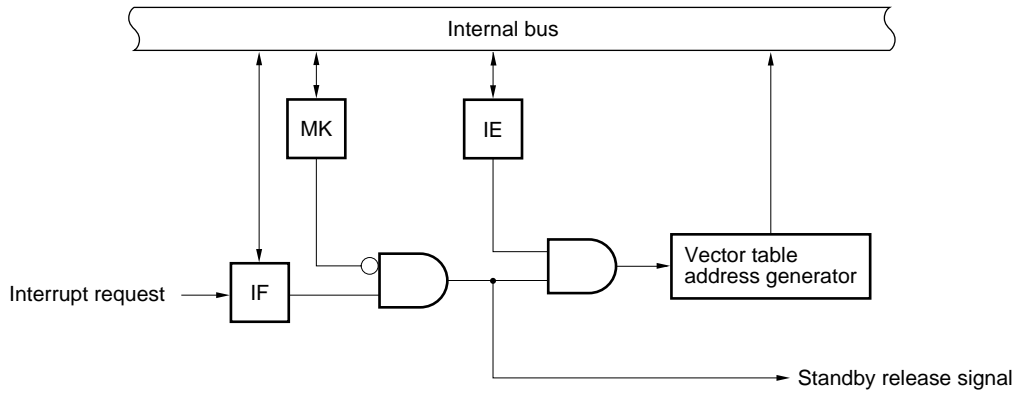 Internal bus
MK
IE
Interrupt request
IF
Vector table
address generator
Standby release signal